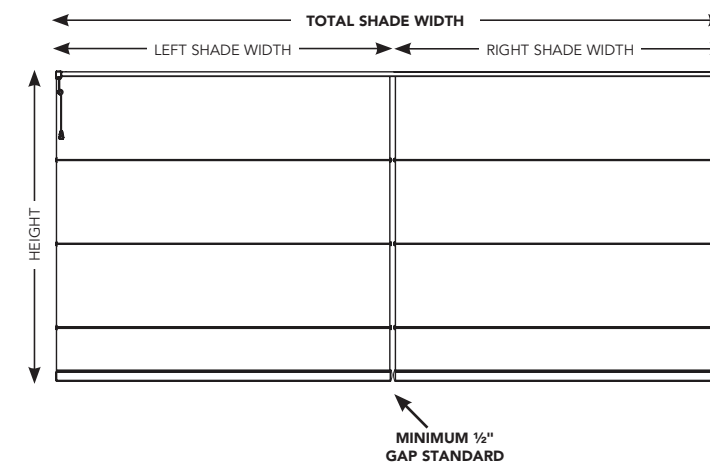 TOTAL SHADE WIDTH
LEFT SHADE WIDTH
RIGHT SHADE WIDTH
HEIGHT
MINIMUM ½"
GAP STANDARD